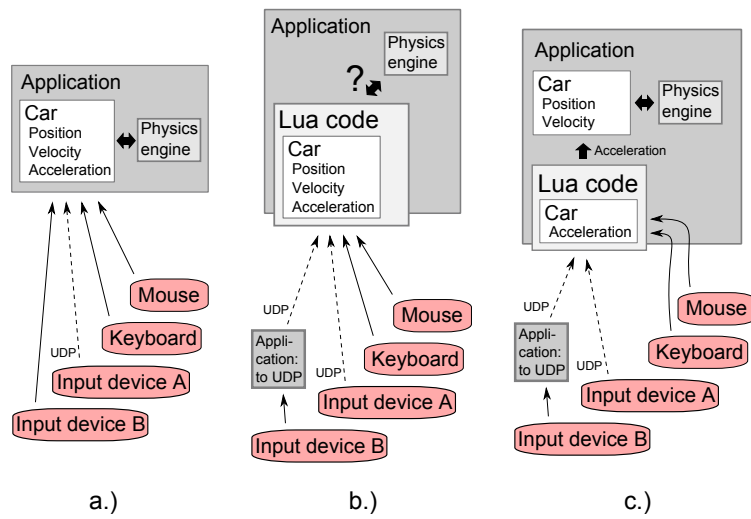 Application
Car
Position
Velocity
Acceleration
Physics
engine
Mouse
Keyboard
UDP
Input device A
Input device B
a.)
Application
Physics
engine
?
Lua code
Car
Position
Velocity
Acceleration
UDP
Mouse
Appli-
cation:
to UDP
Keyboard
UDP
Input device A
Input device B
b.)
Application
Car
Position
Velocity
Physics
engine
Acceleration
Lua code
Car
Acceleration
Mouse
UDP
Appli-
cation:
to UDP
Keyboard
UDP
Input device A
Input device B
c.)